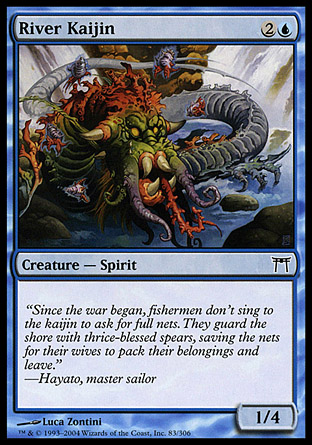 River Kaijin 2
Creature — Spirit
“Since the war began, fishermen don't sing to
the kaijin to ask for full nets. They guard the
shore with thrice-blessed spears, saving the nets
for their wives to pack their belongings and
leave.”
—Hayato, master sailor
Luca Zontini
™ & © 1993–2004 Wizards of the Coast, Inc. 83/306
1/4